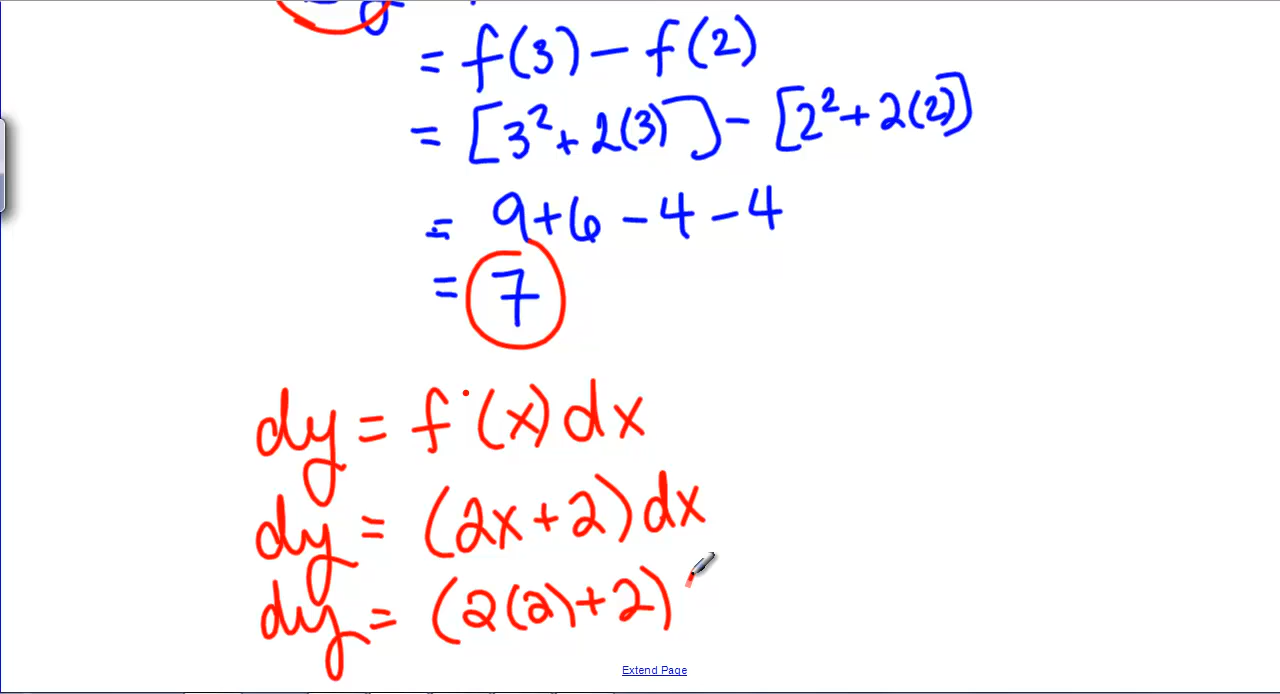 = f(3) - f(2)
= [3² + 2(3)] - [2² + 2(2)]
= 9 + 6 - 4 - 4
= 7
dy = f'(x) dx
dy = (2x + 2) dx
dy = (2(2) + 2)
Extend Page